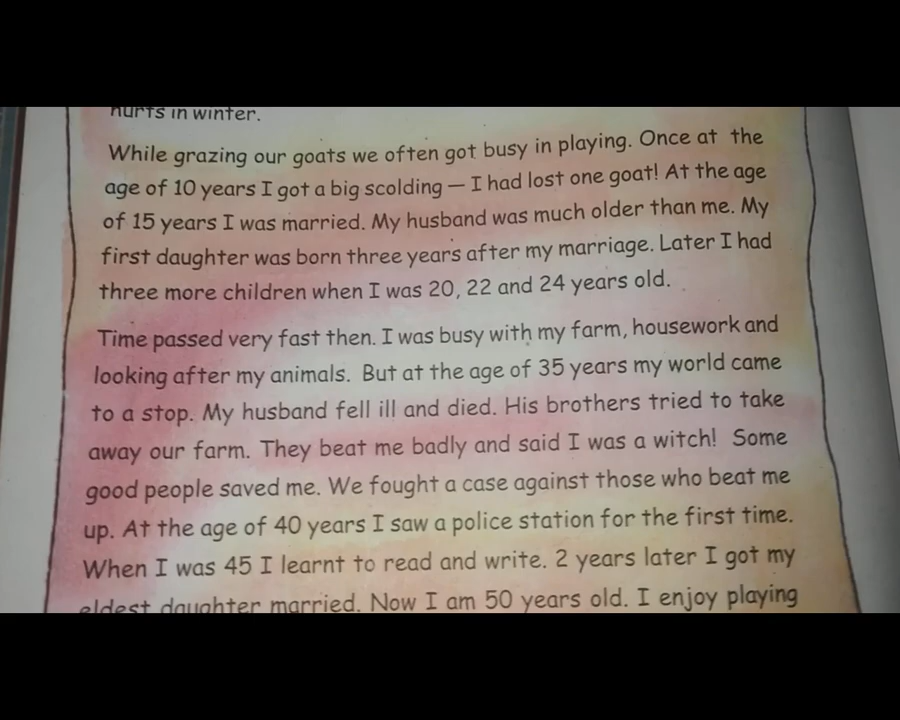 hurts in winter.
While grazing our goats we often got busy in playing. Once at the
age of 10 years I got a big scolding — I had lost one goat! At the age
of 15 years I was married. My husband was much older than me. My
first daughter was born three years after my marriage. Later I had
three more children when I was 20, 22 and 24 years old.
Time passed very fast then. I was busy with my farm, housework and
looking after my animals. But at the age of 35 years my world came
to a stop. My husband fell ill and died. His brothers tried to take
away our farm. They beat me badly and said I was a witch! Some
good people saved me. We fought a case against those who beat me
up. At the age of 40 years I saw a police station for the first time.
When I was 45 I learnt to read and write. 2 years later I got my
eldest daughter married. Now I am 50 years old. I enjoy playing